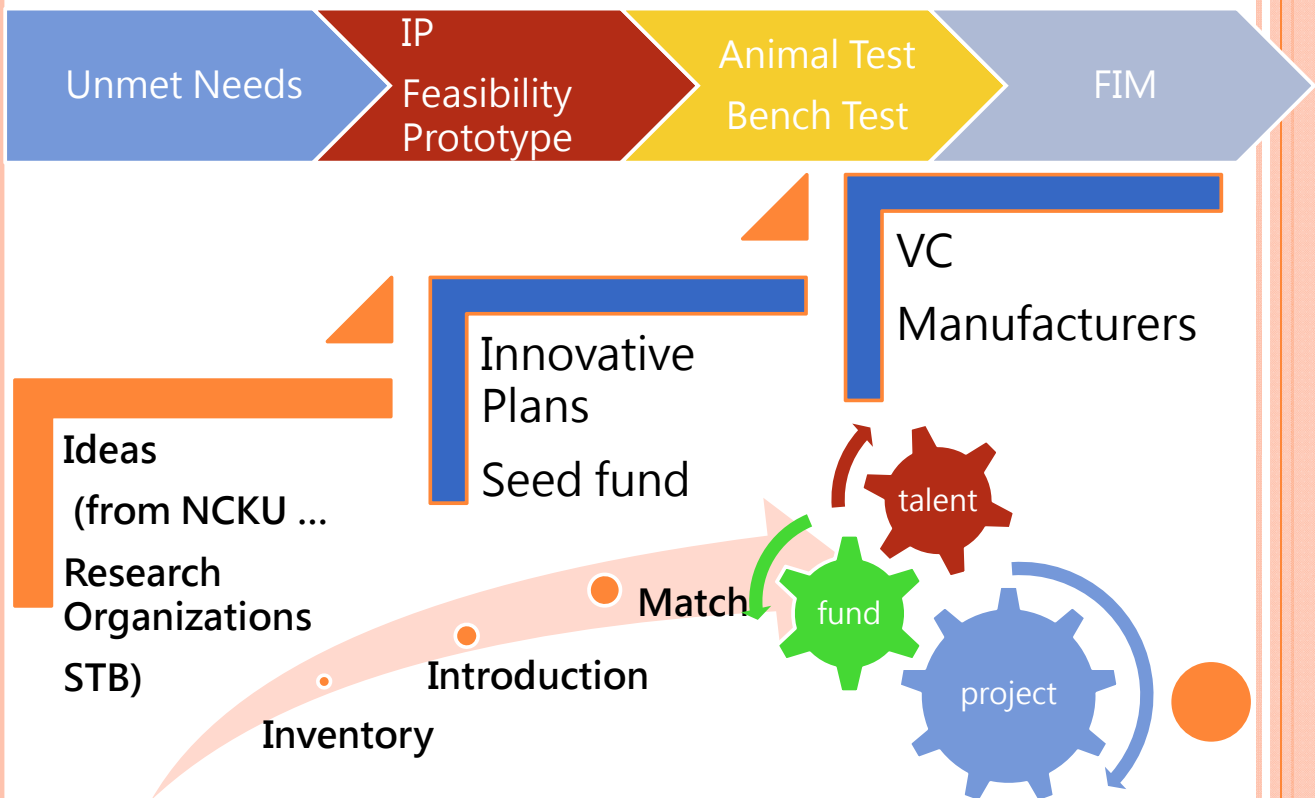 Unmet Needs
IP
Feasibility
Prototype
Animal Test
Bench Test
FIM
VC
Manufacturers
Innovative
Plans
Seed fund
Ideas
(from NCKU ...
Research
Organizations
STB)
talent
fund
project
Match
Introduction
Inventory